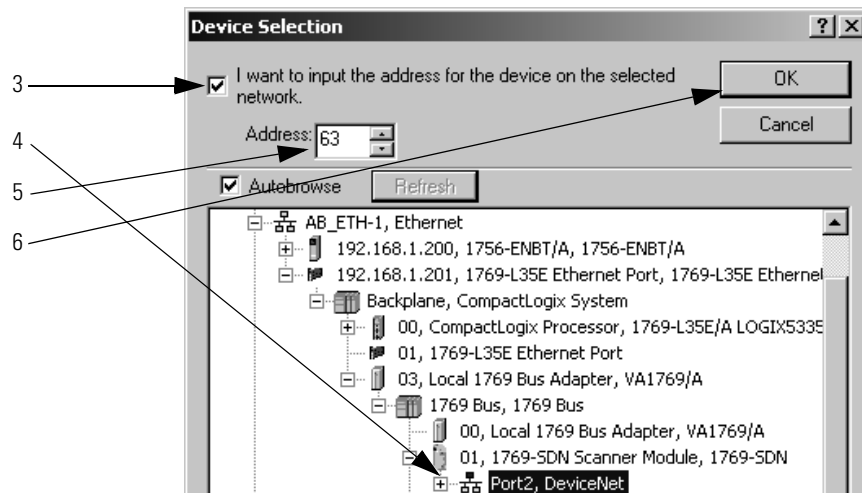 Device Selection
3
I want to input the address for the device on the selected
network.
OK
4
Address: 63
Cancel
5
Autobrowse
Refresh
6
AB_ETH-1, Ethernet
192.168.1.200, 1756-ENBT/A, 1756-ENBT/A
192.168.1.201, 1769-L35E Ethernet Port, 1769-L35E Etherne
Backplane, CompactLogix System
00, CompactLogix Processor, 1769-L35E/A LOGIX5335
01, 1769-L35E Ethernet Port
03, Local 1769 Bus Adapter, VA1769/A
1769 Bus, 1769 Bus
00, Local 1769 Bus Adapter, VA1769/A
01, 1769-SDN Scanner Module, 1769-SDN
Port2, DeviceNet